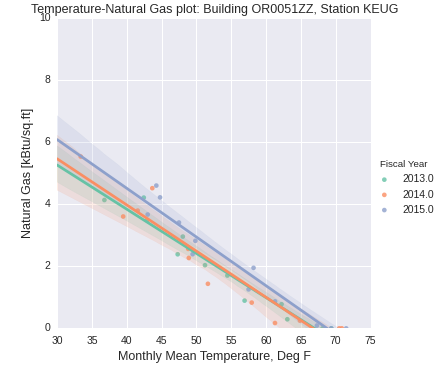 Temperature-Natural Gas plot: Building OR0051ZZ, Station KEUG
10
8
6
4
2
0
Natural Gas [kBtu/sq.ft]
30 35 40 45 50 55 60 65 70 75
Monthly Mean Temperature, Deg F
Fiscal Year
2013.0
2014.0
2015.0